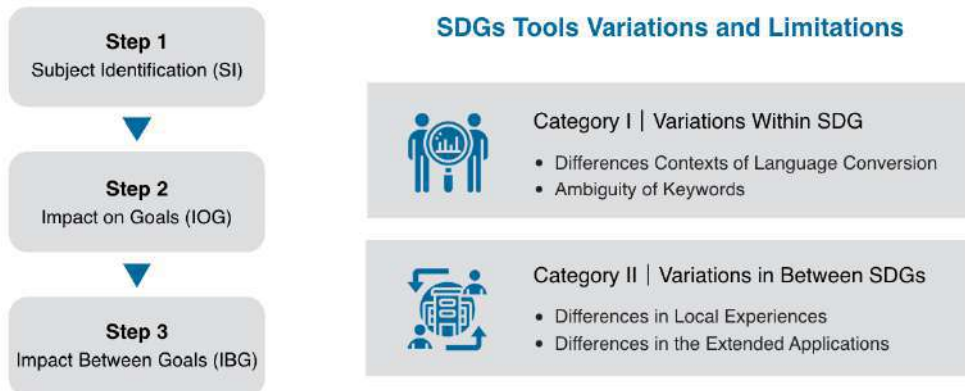 Step 1
Subject Identification (SI)
Step 2
Impact on Goals (IOG)
Step 3
Impact Between Goals (IBG)
SDGs Tools Variations and Limitations
Category I | Variations Within SDG
• Differences Contexts of Language Conversion
• Ambiguity of Keywords
Category II | Variations in Between SDGs
• Differences in Local Experiences
• Differences in the Extended Applications